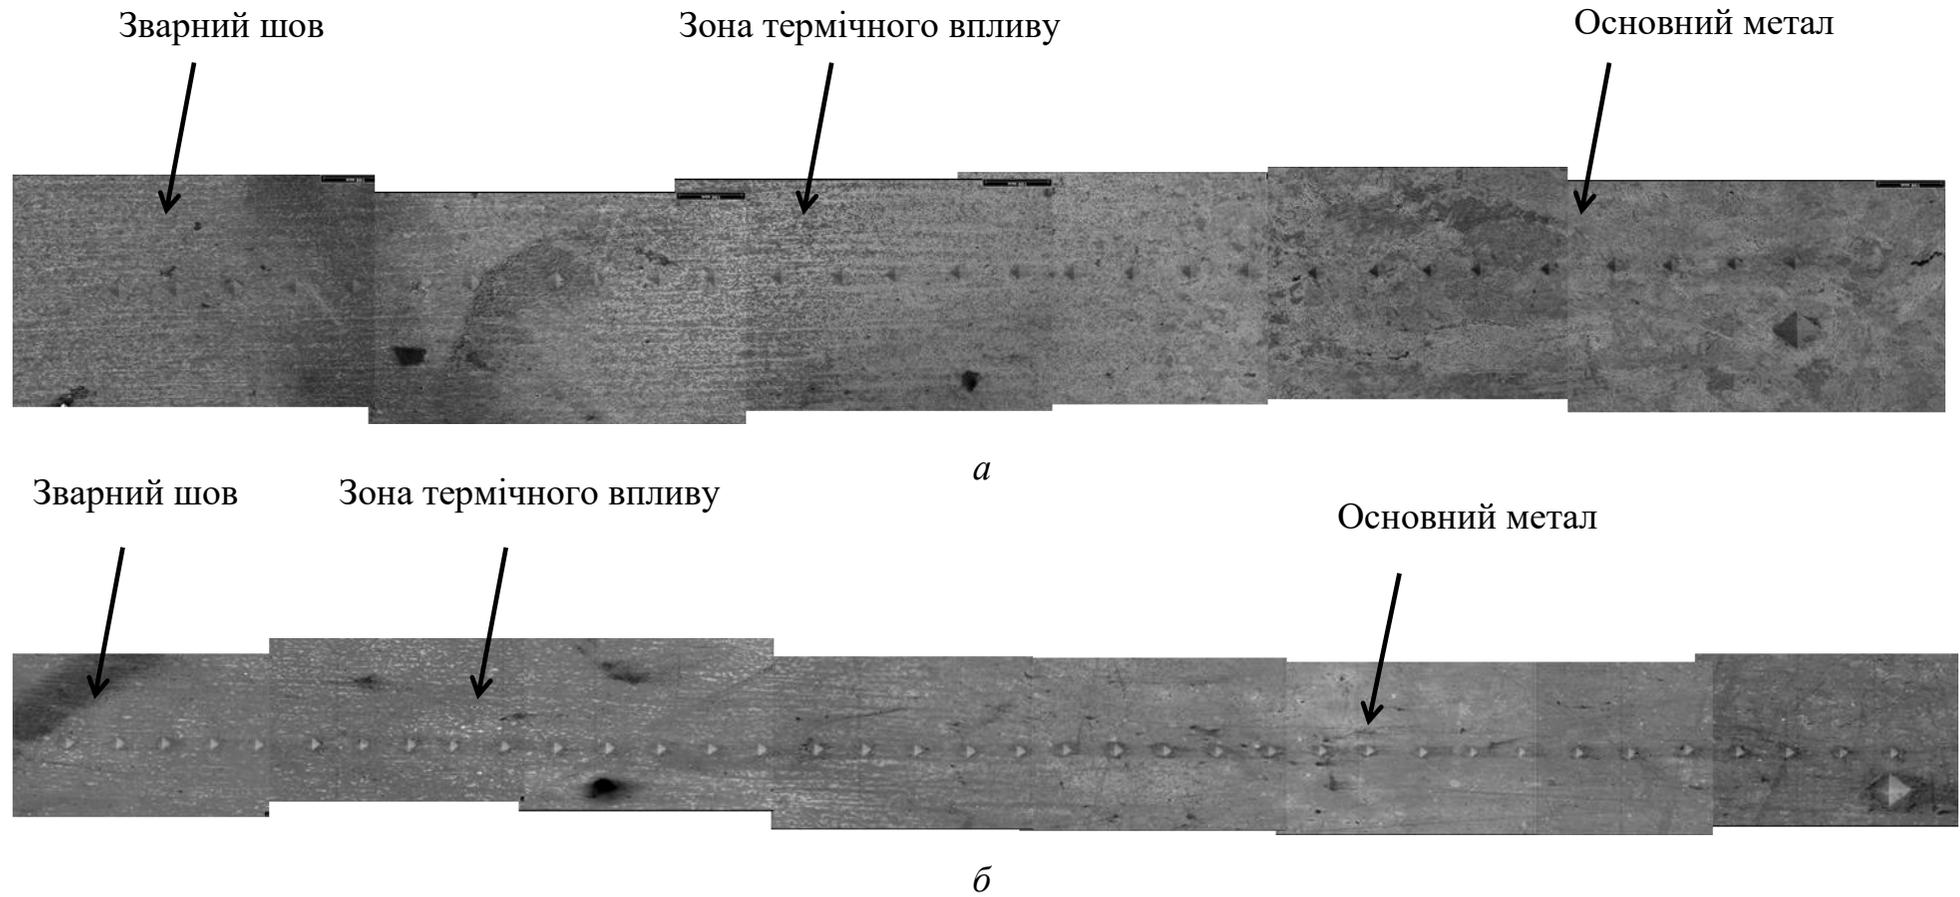 Зварний шов
Зона термічного впливу
Основний метал
а
Зварний шов
Зона термічного впливу
Основний метал
б